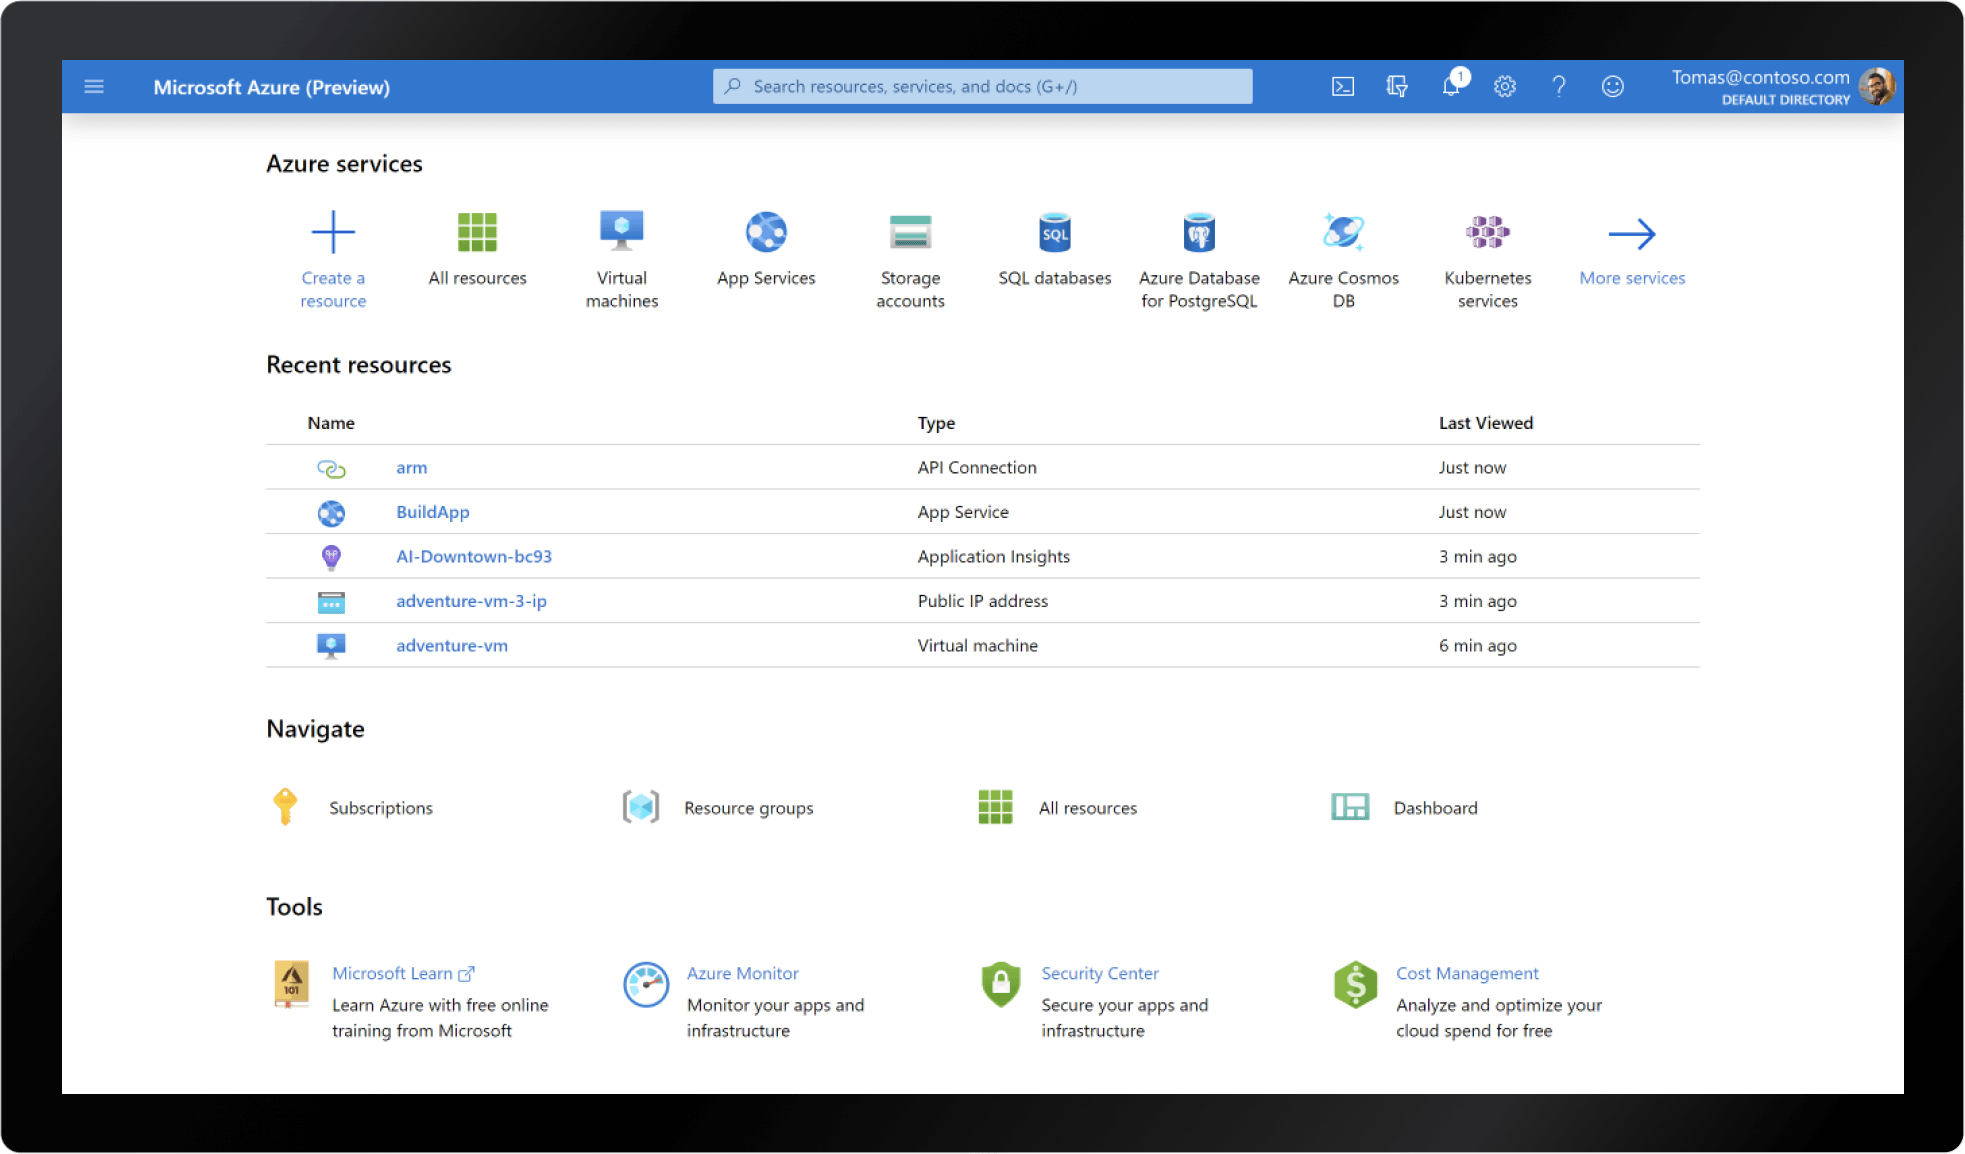 Microsoft Azure (Preview)
Search resources, services, and docs (G+/)
1
Tomas@contoso.com
DEFAULT DIRECTORY
Azure services
SQL
Create a
resource
All resources
Virtual
machines
App Services
Storage
accounts
SQL databases
Azure Database
for PostgreSQL
Azure Cosmos
DB
Kubernetes
services
More services
Recent resources
Name Type Last Viewed
arm API Connection Just now
BuildApp App Service Just now
AI-Downtown-bc93 Application Insights 3 min ago
adventure-vm-3-ip Public IP address 3 min ago
adventure-vm Virtual machine 6 min ago
Navigate
Subscriptions
Resource groups
All resources
Dashboard
Tools
101
Microsoft Learn
Learn Azure with free online
training from Microsoft
Azure Monitor
Monitor your apps and
infrastructure
Security Center
Secure your apps and
infrastructure
$
Cost Management
Analyze and optimize your
cloud spend for free